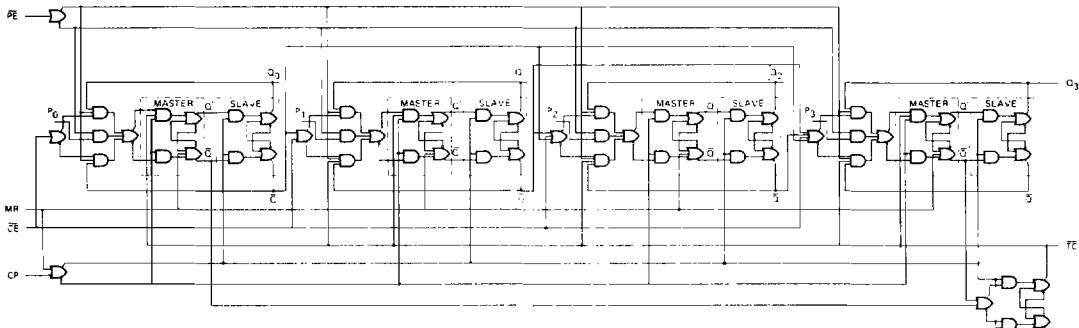 PE
Q0
Q
Q2
Q3
MASTER Q SLAVE
MASTER Q SLAVE
MASTER Q SLAVE
MASTER Q SLAVE
P0
P1
P2
P3
Q
Q
Q
Q
Q
Q
Q
MR
CE
TC
CP